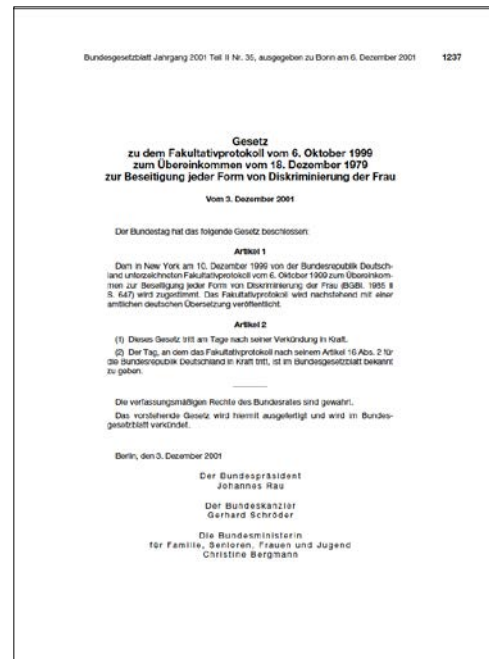 Bundesgesetzblatt Jahrgang 2001 Teil II Nr. 35, ausgegeben zu Bonn am 6. Dezember 2001 1237
Gesetz
zu dem Fakultativprotokoll vom 6. Oktober 1999
zum Übereinkommen vom 18. Dezember 1979
zur Beseitigung jeder Form von Diskriminierung der Frau
Vom 3. Dezember 2001
Der Bundestag hat das folgende Gesetz beschlossen:
Artikel 1
Dem in New York am 10. Dezember 1999 von der Bundesrepublik Deutsch-
land unterzeichneten Fakultativprotokoll vom 6. Oktober 1999 zum Übereinkom-
men zur Beseitigung jeder Form von Diskriminierung der Frau (BGBl. 1985 II
S. 647) wird zugestimmt. Das Fakultativprotokoll wird nachstehend mit einer
amtlichen deutschen Übersetzung veröffentlicht.
Artikel 2
(1) Dieses Gesetz tritt am Tage nach seiner Verkündung in Kraft.
(2) Der Tag, an dem das Fakultativprotokoll nach seinem Artikel 16 Abs. 2 für
die Bundesrepublik Deutschland in Kraft tritt, ist im Bundesgesetzblatt bekannt
zu geben.
Die verfassungsmäßigen Rechte des Bundesrates sind gewahrt.
Das vorstehende Gesetz wird hiermit ausgefertigt und wird im Bundes-
gesetzblatt verkündet.
Berlin, den 3. Dezember 2001
Der Bundespräsident
Johannes Rau
Der Bundeskanzler
Gerhard Schröder
Die Bundesministerin
für Familie, Senioren, Frauen und Jugend
Christine Bergmann